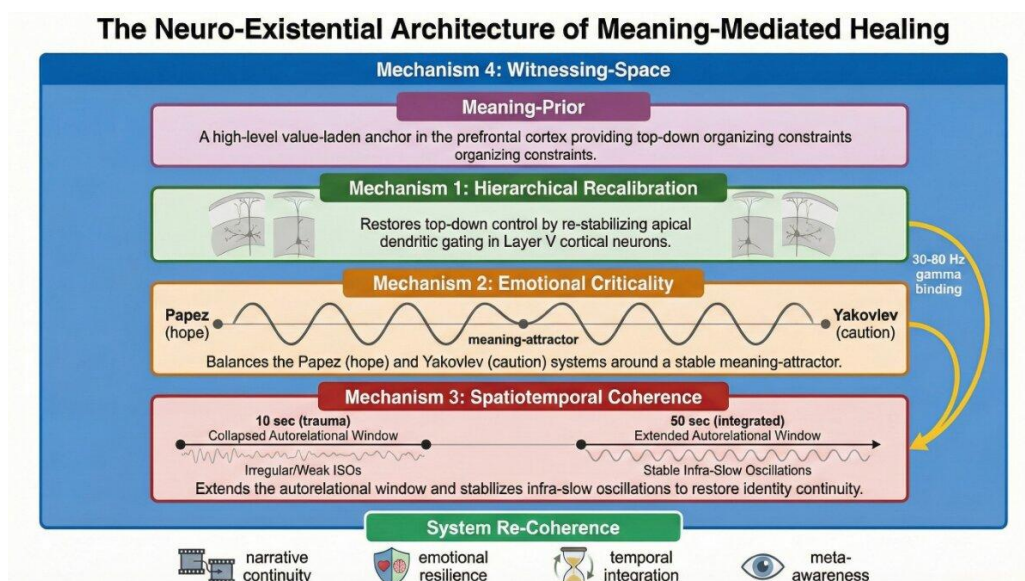 The Neuro-Existential Architecture of Meaning-Mediated Healing
Mechanism 4: Witnessing-Space
Meaning-Prior
A high-level value-laden anchor in the prefrontal cortex providing top-down organizing constraints
organizing constraints.
Mechanism 1: Hierarchical Recalibration
Restores top-down control by re-stabilizing apical
dendritic gating in Layer V cortical neurons.
30-80 Hz
gamma
binding
Mechanism 2: Emotional Criticality
Papez
(hope)
meaning-attractor
Yakovlev
(caution)
Balances the Papez (hope) and Yakovlev (caution) systems around a stable meaning-attractor.
Mechanism 3: Spatiotemporal Coherence
10 sec (trauma)
Collapsed Autorelational Window
Irregular/Weak ISOs
50 sec (integrated)
Extended Autorelational Window
Stable Infra-Slow Oscillations
Extends the autorelational window and stabilizes infra-slow oscillations to restore identity continuity.
System Re-Coherence
narrative
continuity
emotional
resilience
temporal
integration
meta-
awareness